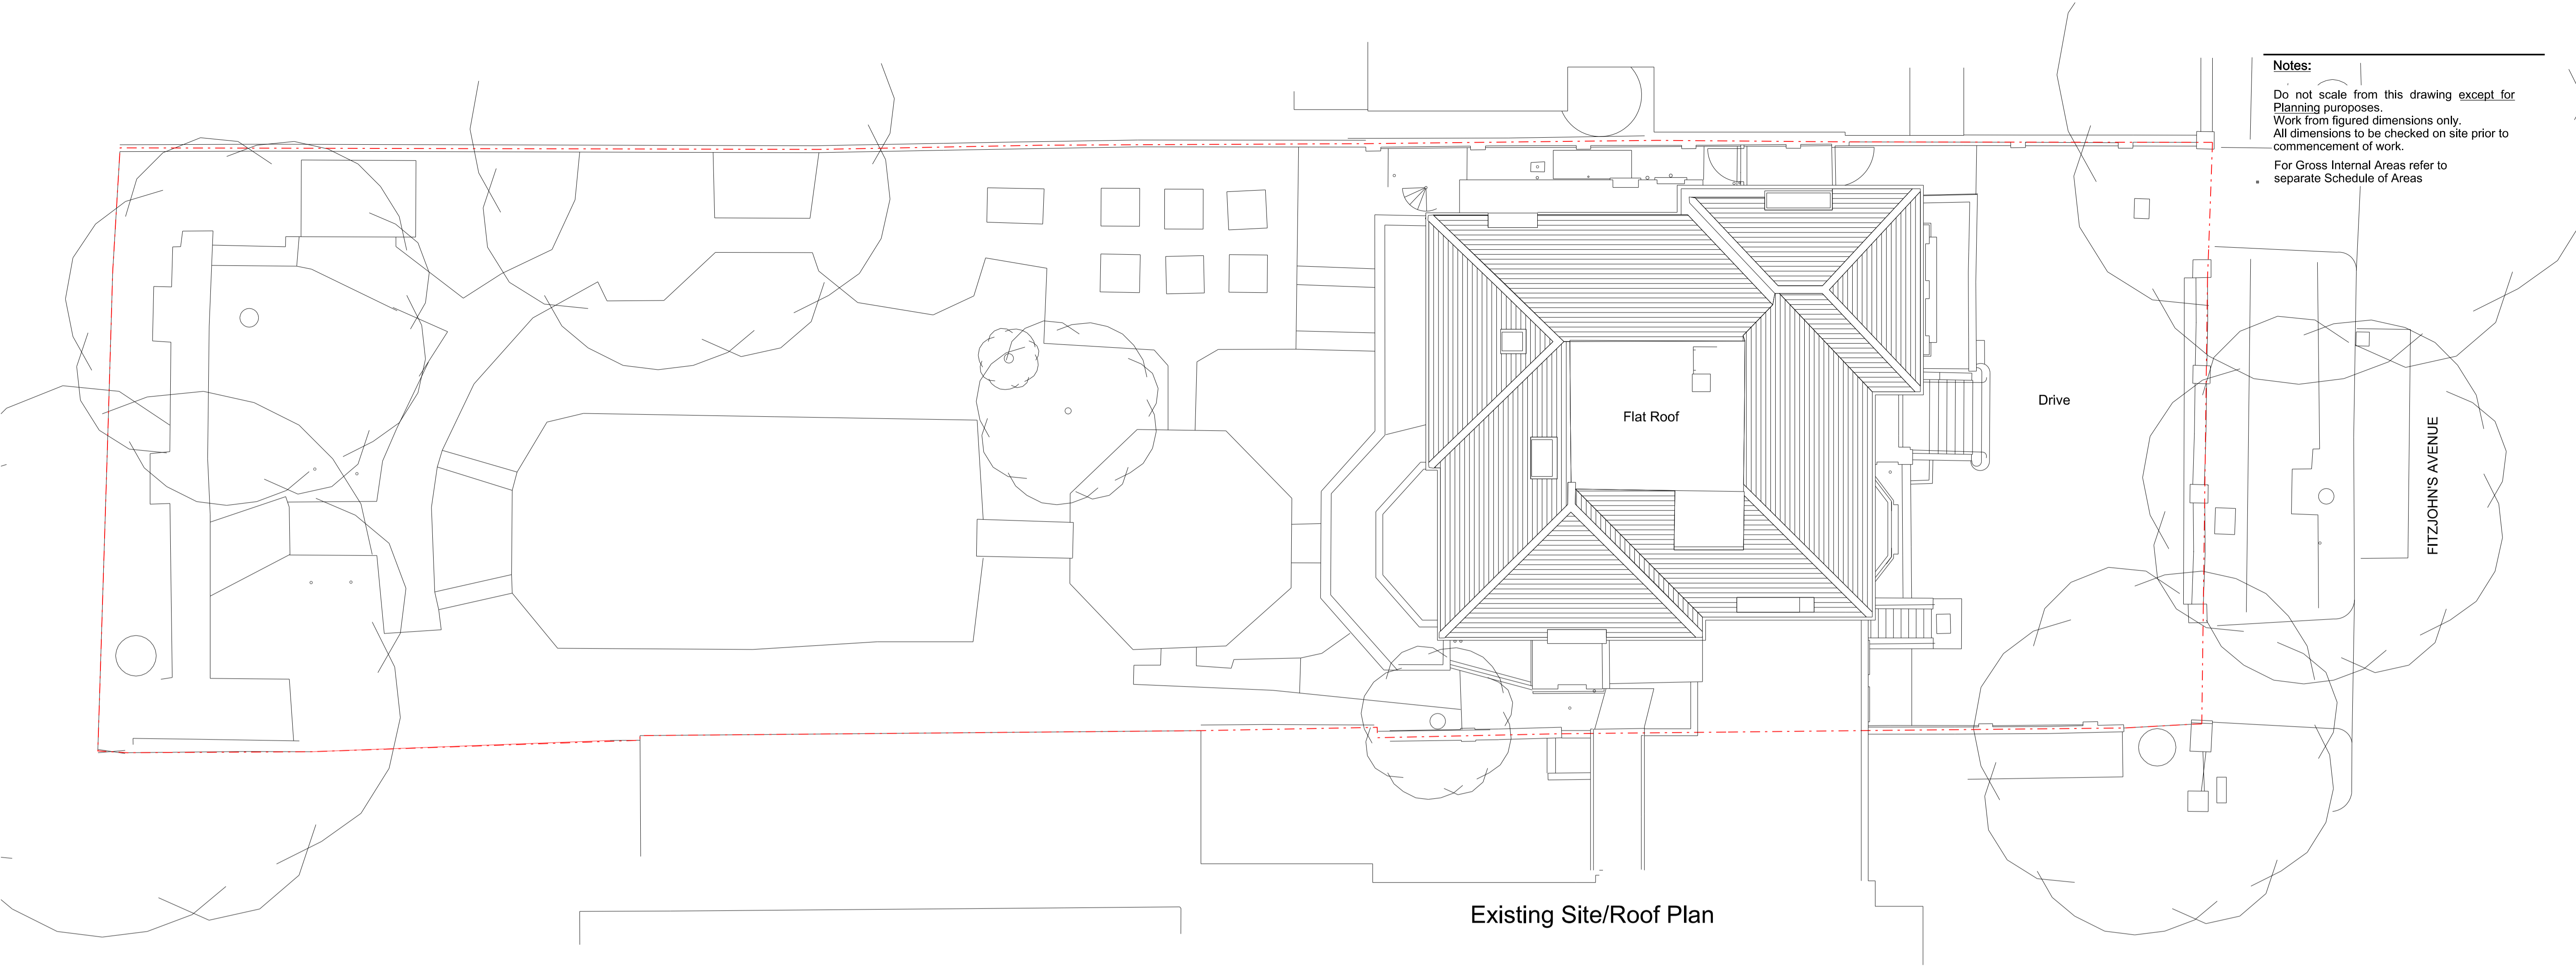 Notes:
Do not scale from this drawing except for
Planning puroposes.
Work from figured dimensions only.
All dimensions to be checked on site prior to
commencement of work.
For Gross Internal Areas refer to
separate Schedule of Areas
Flat Roof
Drive
FITZJOHN'S AVENUE
Existing Site/Roof Plan